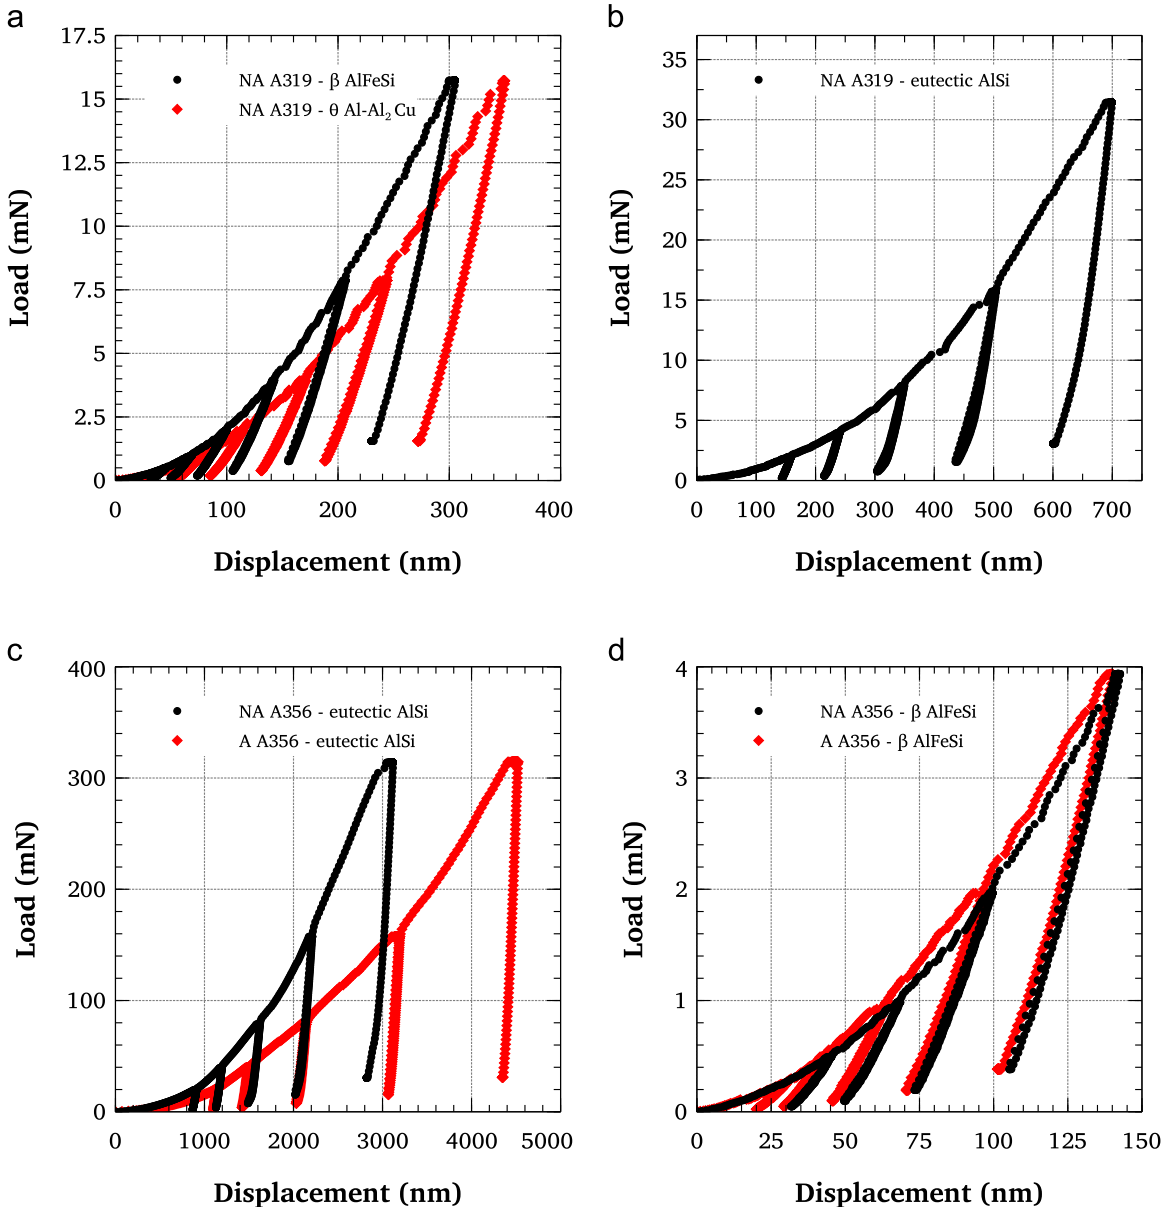 a
17.5
15
12.5
10
7.5
5
2.5
0
Load (mN)
NA A319 - β AlFeSi
NA A319 - θ Al-Al₂Cu
0 100 200 300 400
Displacement (nm)
b
35
30
25
20
15
10
5
0
Load (mN)
NA A319 - eutectic AlSi
0 100 200 300 400 500 600 700
Displacement (nm)
c
400
300
200
100
0
Load (mN)
NA A356 - eutectic AlSi
A A356 - eutectic AlSi
0 1000 2000 3000 4000 5000
Displacement (nm)
d
4
3
2
1
0
Load (mN)
NA A356 - β AlFeSi
A A356 - β AlFeSi
0 25 50 75 100 125 150
Displacement (nm)